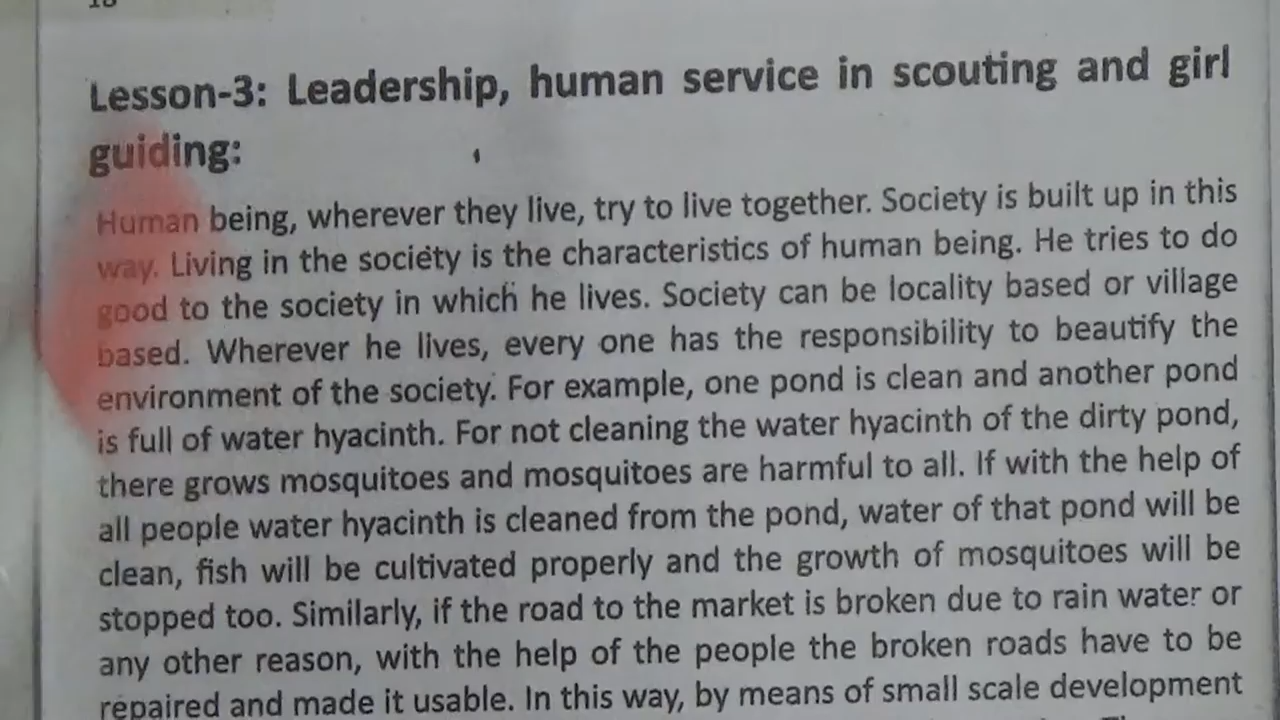 18
Lesson-3: Leadership, human service in scouting and girl
guiding:
Human being, wherever they live, try to live together. Society is built up in this
way. Living in the society is the characteristics of human being. He tries to do
good to the society in which he lives. Society can be locality based or village
based. Wherever he lives, every one has the responsibility to beautify the
environment of the society. For example, one pond is clean and another pond
is full of water hyacinth. For not cleaning the water hyacinth of the dirty pond,
there grows mosquitoes and mosquitoes are harmful to all. If with the help of
all people water hyacinth is cleaned from the pond, water of that pond will be
clean, fish will be cultivated properly and the growth of mosquitoes will be
stopped too. Similarly, if the road to the market is broken due to rain water or
any other reason, with the help of the people the broken roads have to be
repaired and made it usable. In this way, by means of small scale development